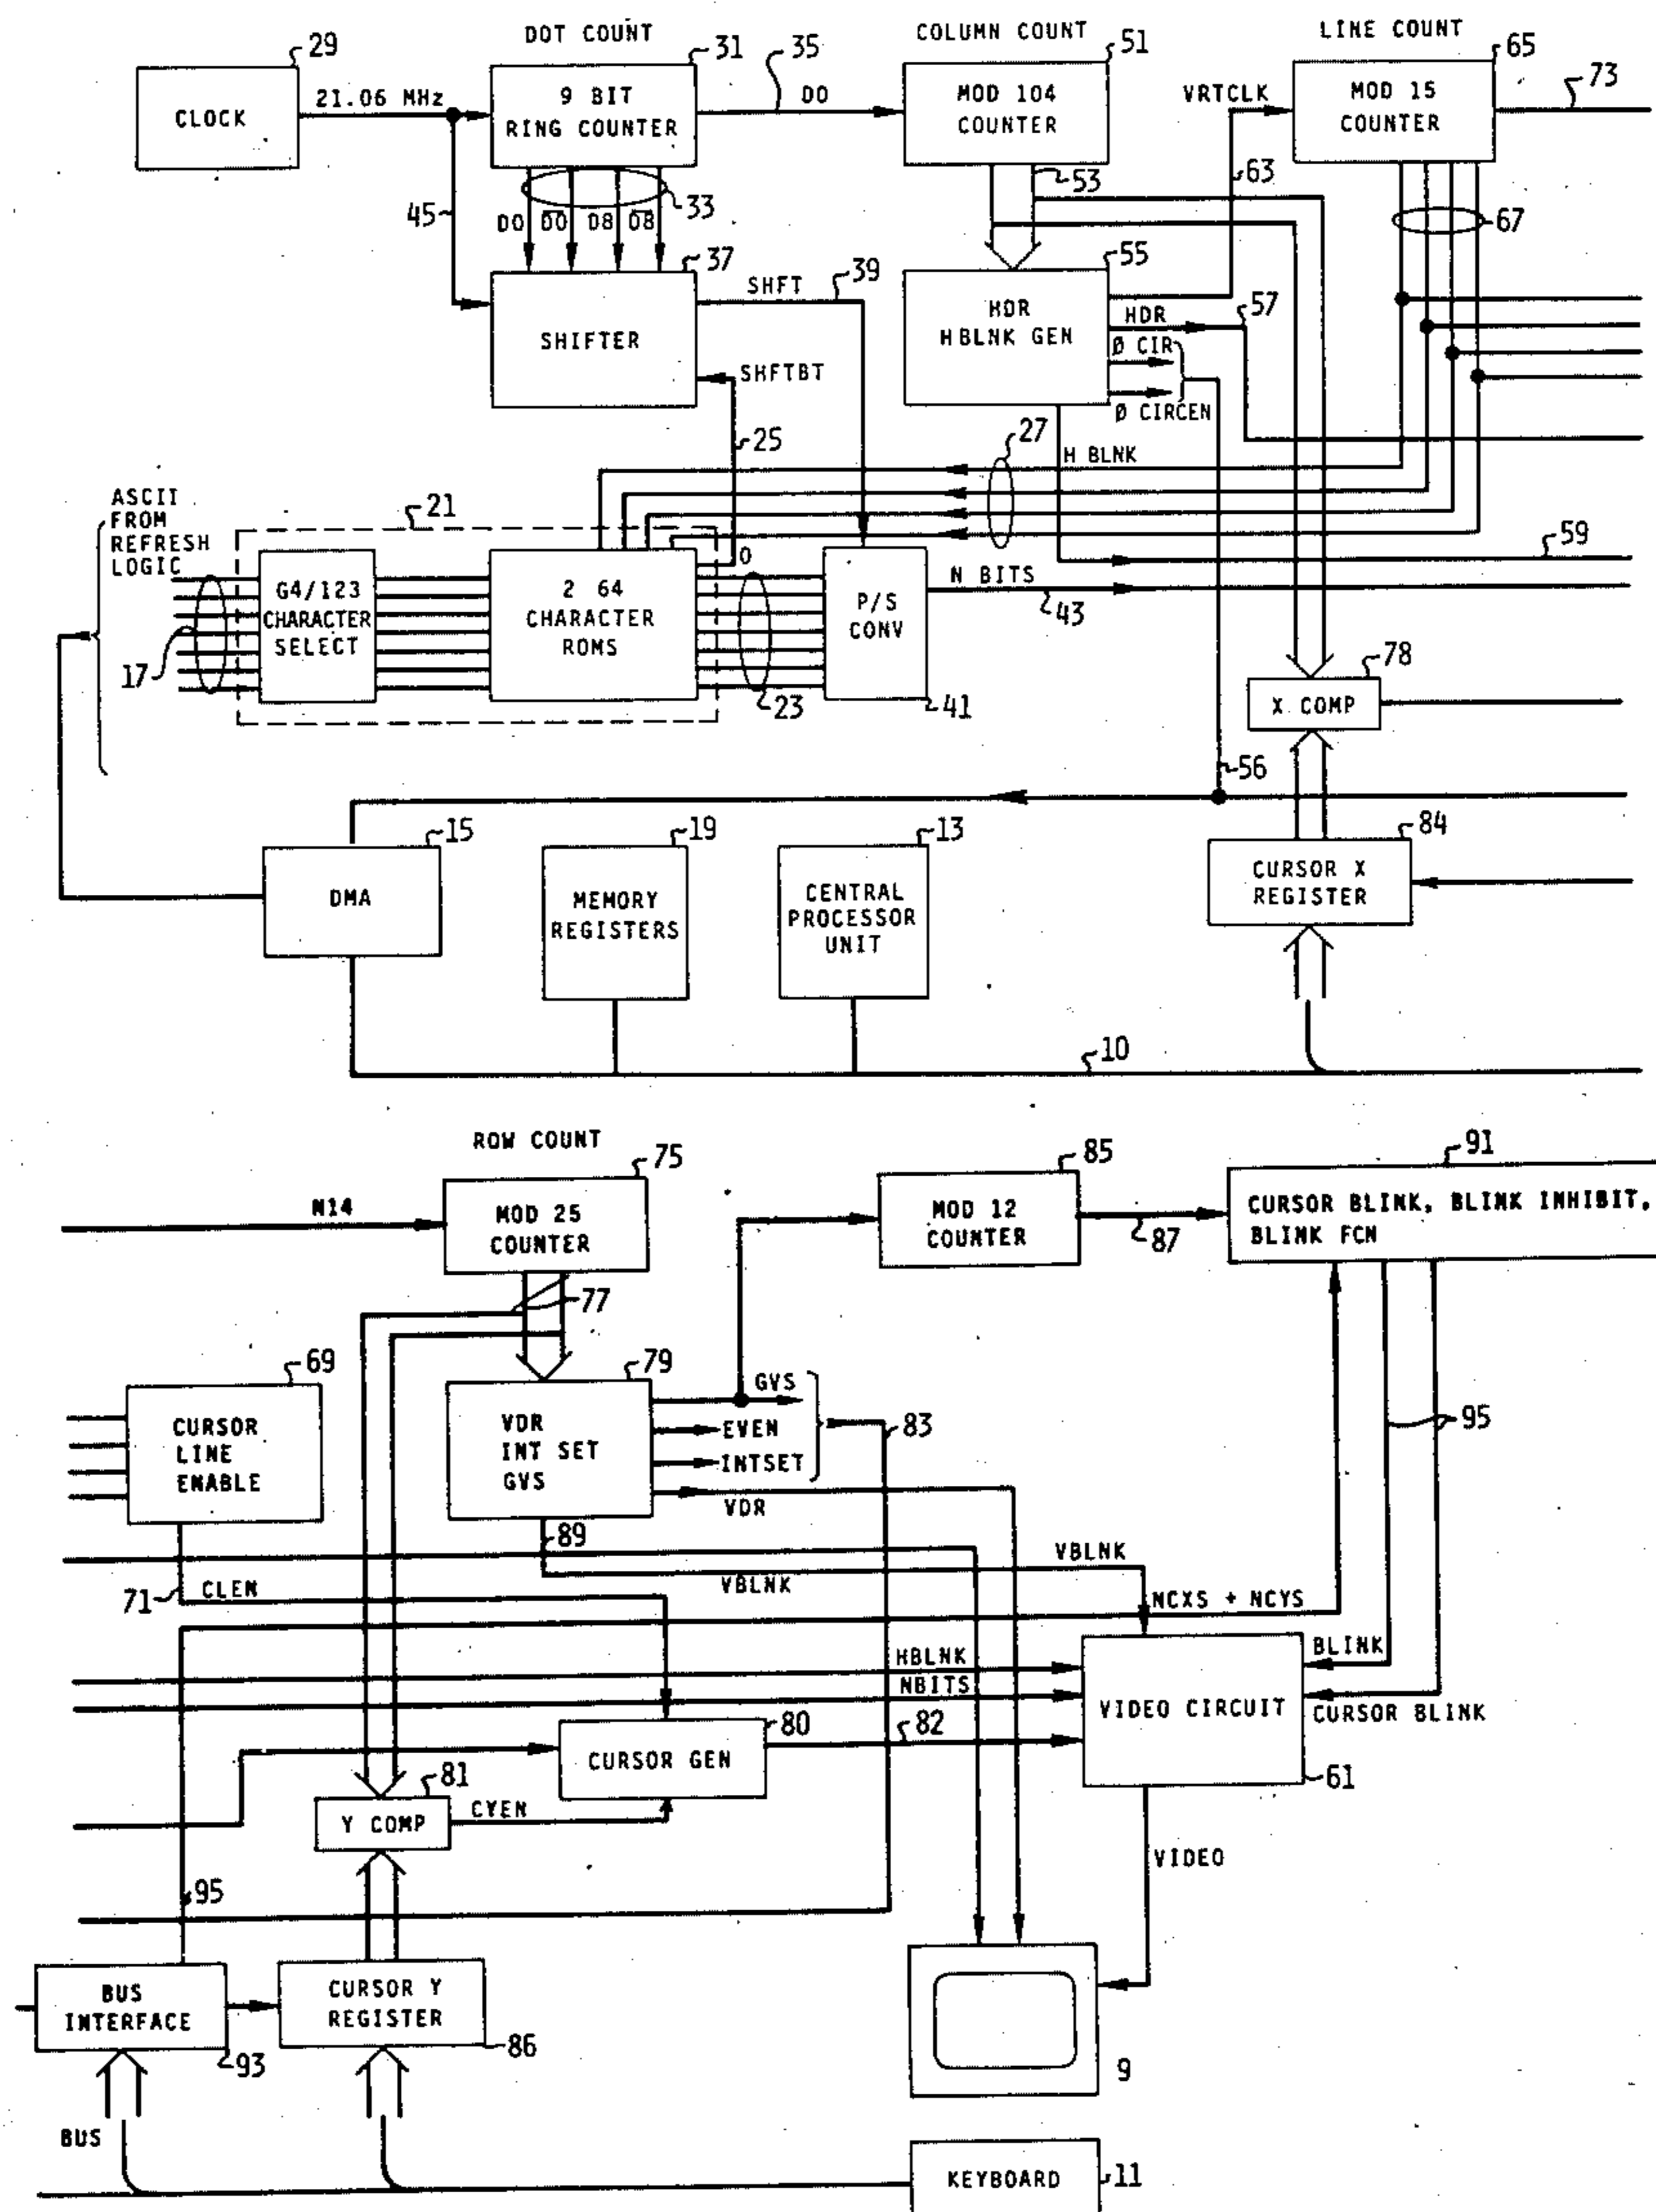 DOT COUNT
COLUMN COUNT
LINE COUNT
29
31
35
51
65
CLOCK
21.06 MHz
9 BIT
RING COUNTER
DO
MOD 104
COUNTER
VRTCLK
MOD 15
COUNTER
73
45
DO
D̅O̅
D8
D̅8̅
33
53
63
67
37
SHIFTER
SHFT
39
SHFTBT
55
HDR
HBLNK GEN
HDR
57
Ø CIR
Ø CIRCEN
25
27
H BLNK
ASCII
FROM
REFRESH
LOGIC
21
0
59
G4/123
CHARACTER
SELECT
2 64
CHARACTER
ROMS
P/S
CONV
N BITS
43
17
23
41
78
X COMP
56
15
19
13
84
DMA
MEMORY
REGISTERS
CENTRAL
PROCESSOR
UNIT
CURSOR X
REGISTER
10
ROW COUNT
75
85
91
N14
MOD 25
COUNTER
MOD 12
COUNTER
87
CURSOR BLINK, BLINK INHIBIT,
BLINK FCN
77
69
79
CURSOR
LINE
ENABLE
VDR
INT SET
GVS
GVS
EVEN
INTSET
VDR
83
95
89
71
CLEN
VBLNK
VBLNK
NCXS + NCYS
HBLNK
NBITS
BLINK
CURSOR BLINK
VIDEO CIRCUIT
61
80
82
CURSOR GEN
81
Y COMP
CYEN
VIDEO
95
BUS
INTERFACE
93
CURSOR Y
REGISTER
86
9
BUS
KEYBOARD
11